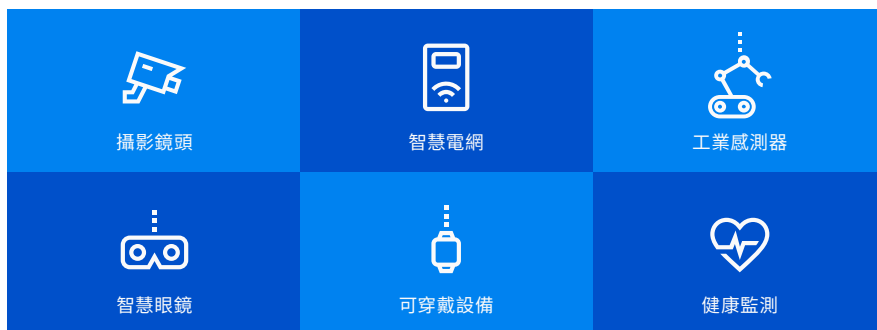 攝影鏡頭
智慧電網
工業感測器
智慧眼鏡
可穿戴設備
健康監測